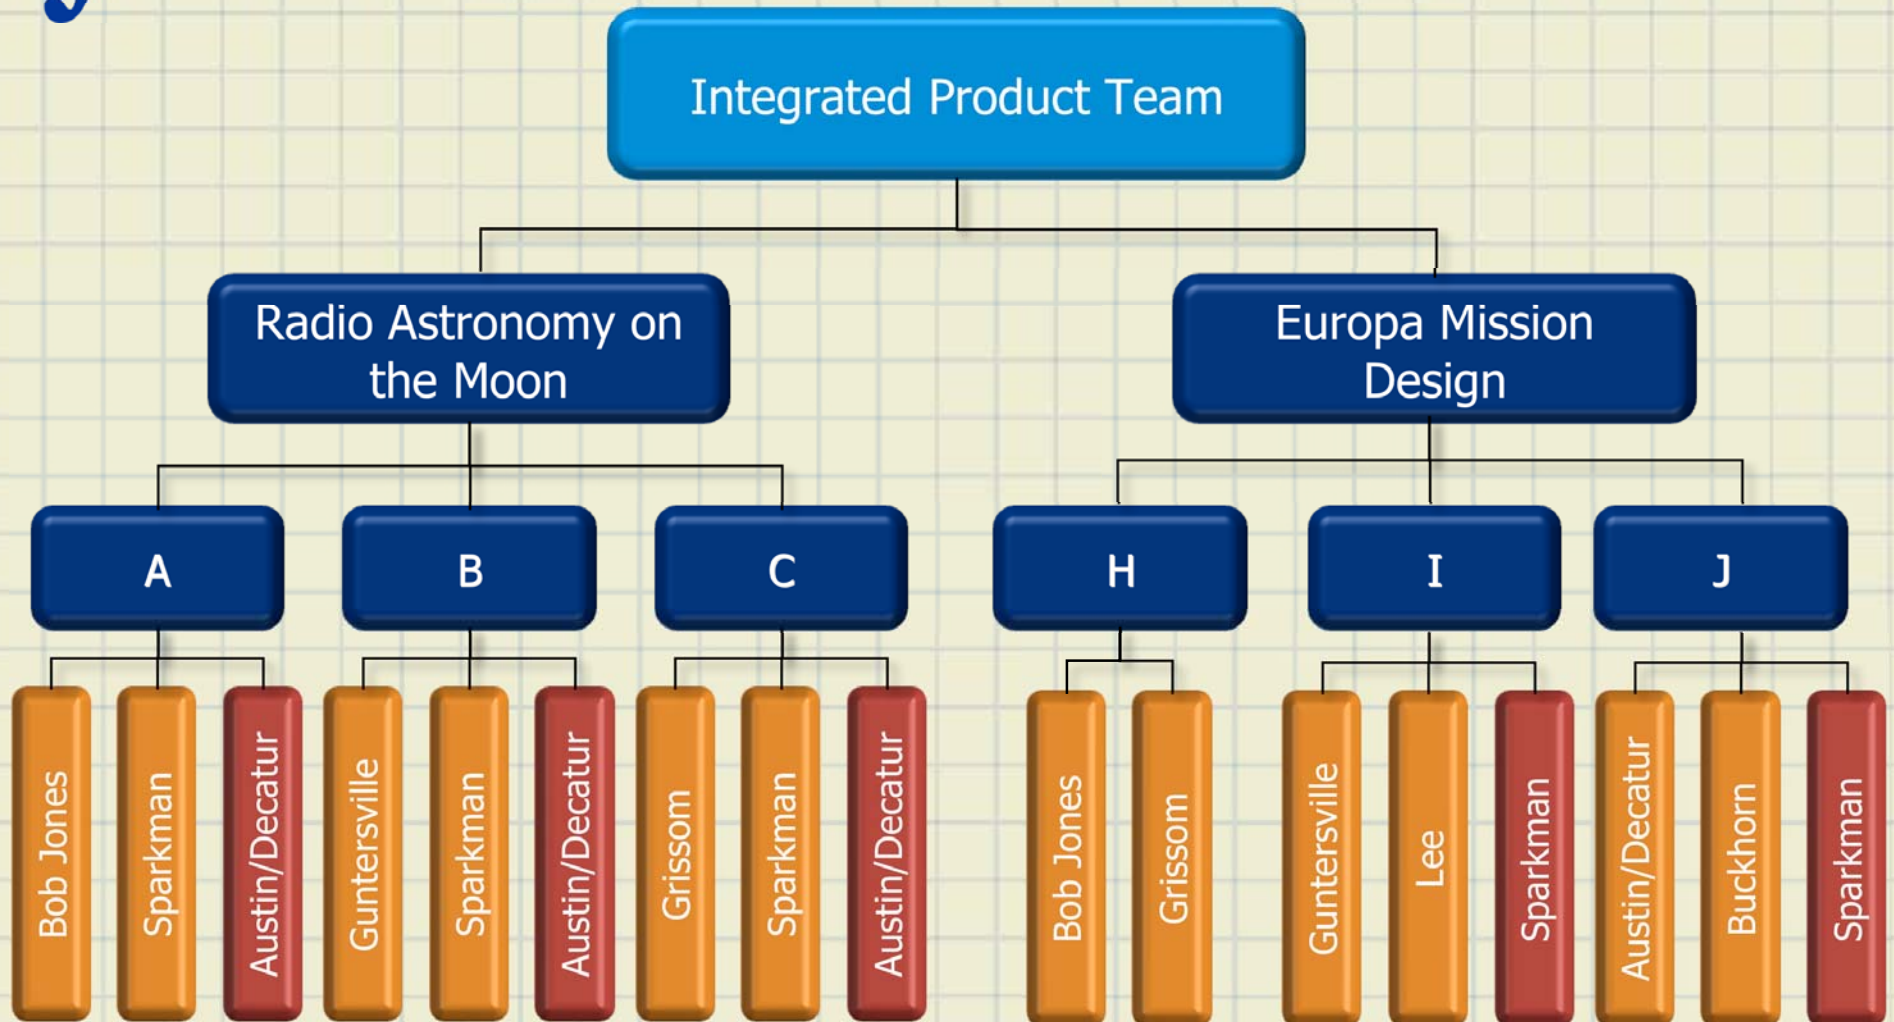 Integrated Product Team
Radio Astronomy on
the Moon
Europa Mission
Design
A
B
C
H
I
J
Bob Jones
Sparkman
Austin/Decatur
Guntersville
Sparkman
Austin/Decatur
Grissom
Sparkman
Austin/Decatur
Bob Jones
Grissom
Guntersville
Lee
Sparkman
Austin/Decatur
Buckhorn
Sparkman